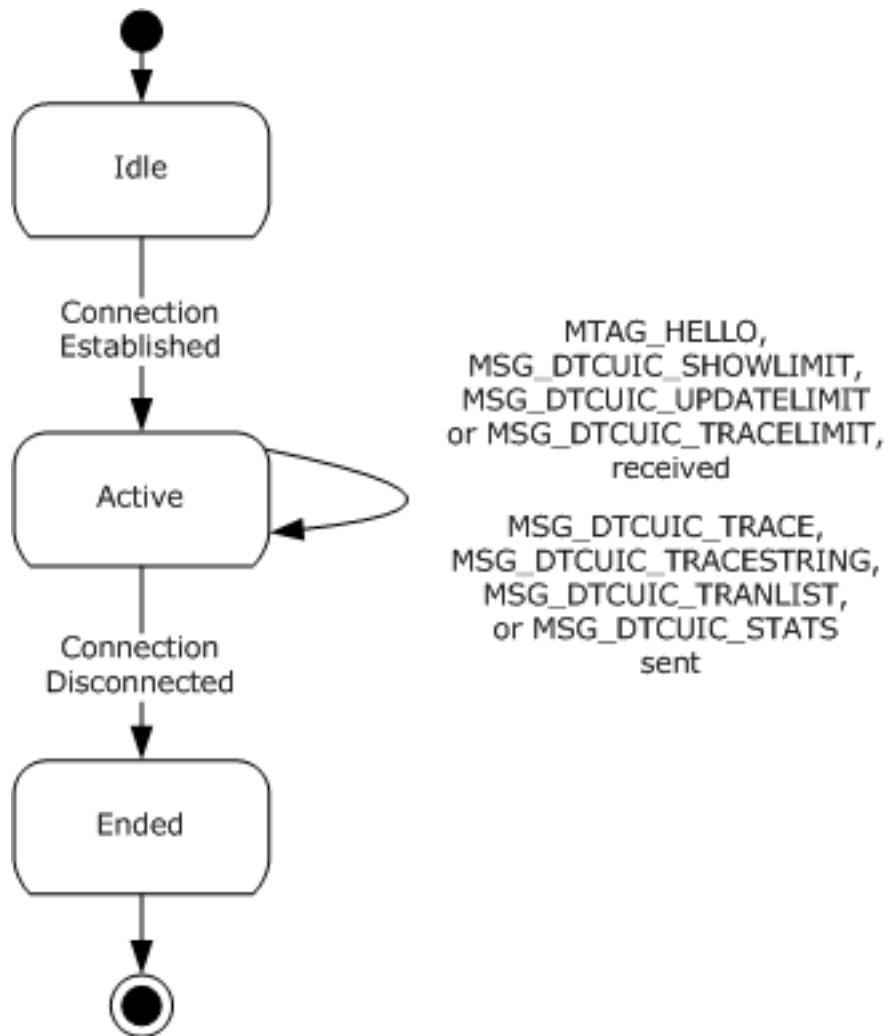 Idle
Connection
Established
MTAG_HELLO,
MSG_DTCUIC_SHOWLIMIT,
MSG_DTCUIC_UPDATELIMIT
or MSG_DTCUIC_TRACELIMIT,
received
Active
MSG_DTCUIC_TRACE,
MSG_DTCUIC_TRACESTRING,
MSG_DTCUIC_TRANLIST,
or MSG_DTCUIC_STATS
sent
Connection
Disconnected
Ended